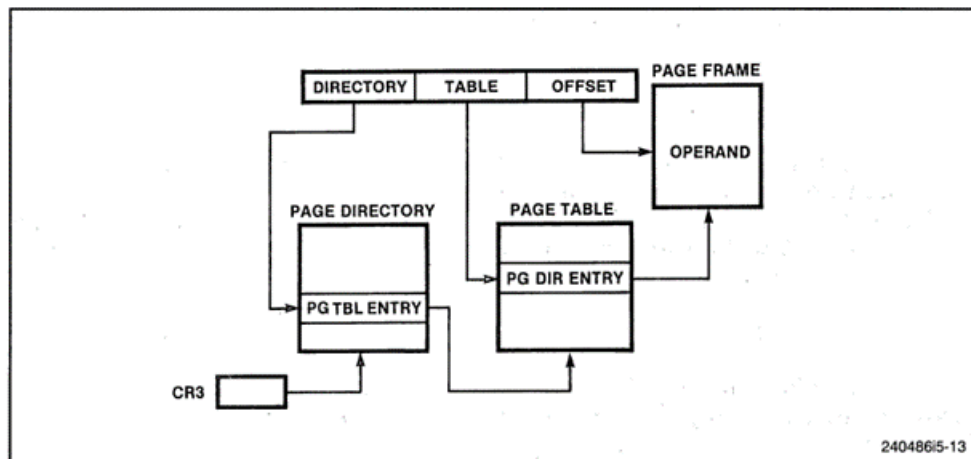 DIRECTORY TABLE OFFSET
PAGE FRAME
OPERAND
PAGE DIRECTORY
PG TBL ENTRY
PAGE TABLE
PG DIR ENTRY
CR3
240486i5-13